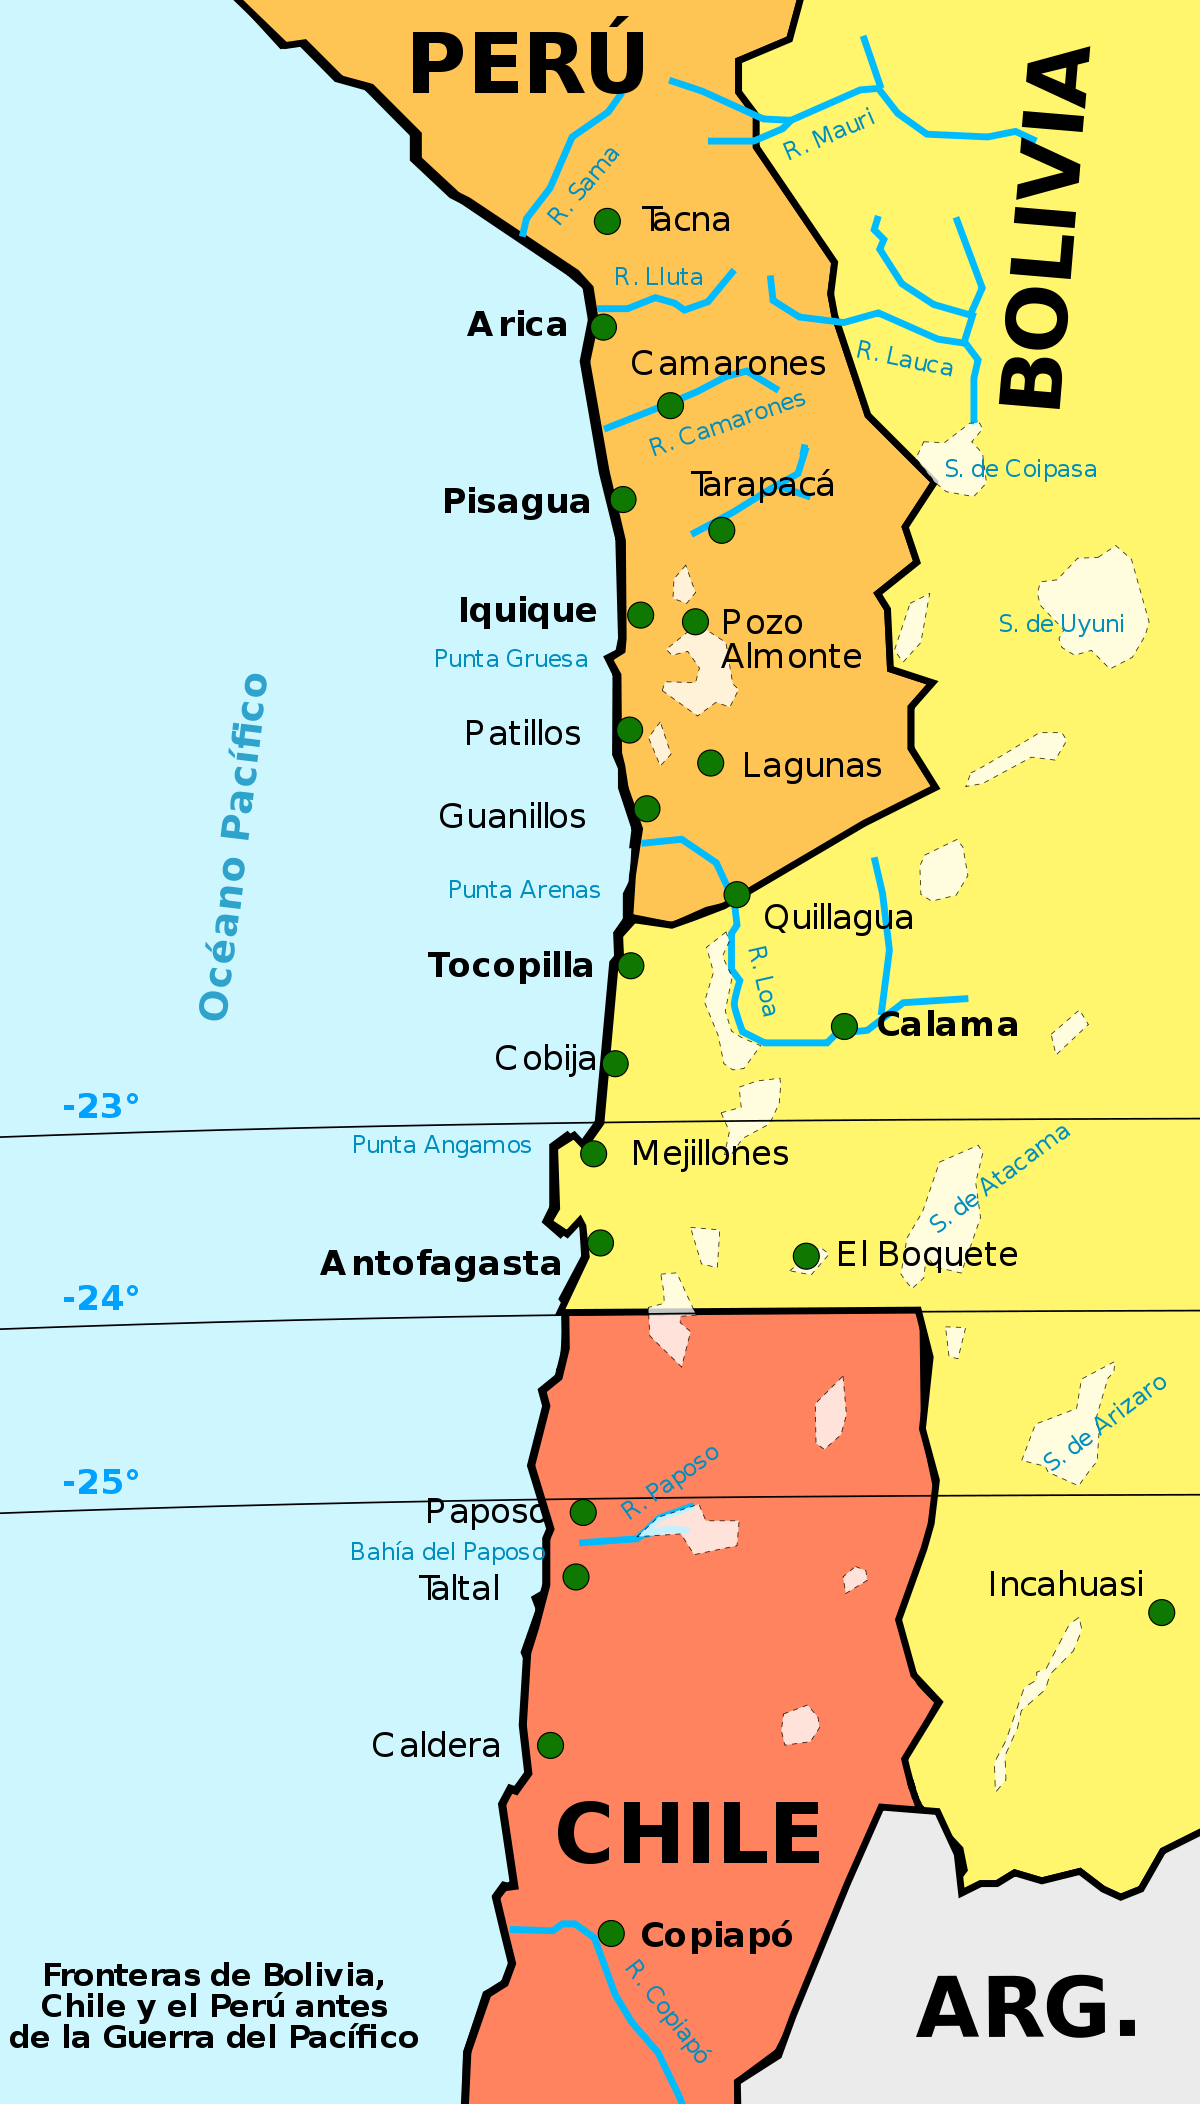 PERÚ
BOLIVIA
R. Mauri
R. Sama
Tacna
R. Lluta
Arica
Camarones
R. Lauca
R. Camarones
S. de Coipasa
Tarapacá
Pisagua
Iquique
Pozo
Almonte
S. de Uyuni
Punta Gruesa
Patillos
Lagunas
Océano Pacífico
Guanillos
Punta Arenas
Quillagua
Tocopilla
R. Loa
Calama
Cobija
-23°
Punta Angamos
Mejillones
S. de Atacama
Antofagasta
El Boquete
-24°
S. de Arizaro
-25°
R. Paposo
Paposo
Bahía del Paposo
Taltal
Incahuasi
Caldera
CHILE
Copiapó
R. Copiapó
ARG.
Fronteras de Bolivia,
Chile y el Perú antes
de la Guerra del Pacífico